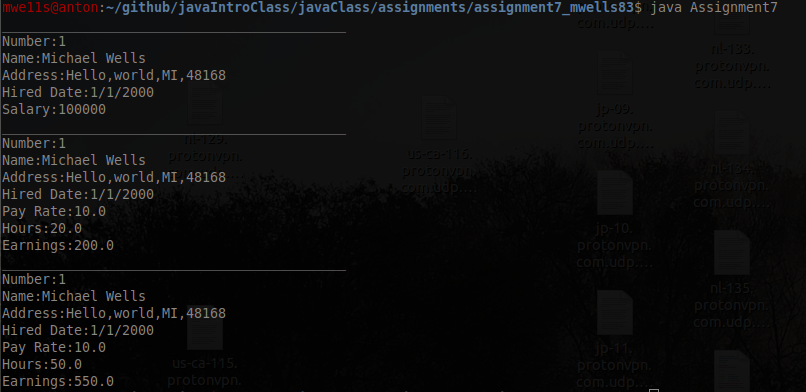 mwells@anton:~/github/javaIntroClass/javaClass/assignments/assignment7_mwells83$ java Assignment7
Number:1
Name:Michael Wells
Address:Hello,world,MI,48168
Hired Date:1/1/2000
Salary:100000
Number:1
Name:Michael Wells
Address:Hello,world,MI,48168
Hired Date:1/1/2000
Pay Rate:10.0
Hours:20.0
Earnings:200.0
Number:1
Name:Michael Wells
Address:Hello,world,MI,48168
Hired Date:1/1/2000
Pay Rate:10.0
Hours:50.0
Earnings:550.0
nl-133.
protonvpn.
com.udp....
jp-09.
protonvpn.
com.udp....
nl-129.
protonvpn.
us-ca-116.
protonvpn.
com.udp....
nl-134.
protonvpn.
com.udp....
jp-10.
protonvpn.
com.udp....
nl-135.
protonvpn.
com.udp....
jp-11.
protonvpn.
com.udp....
us-ca-115.
protonvpn.